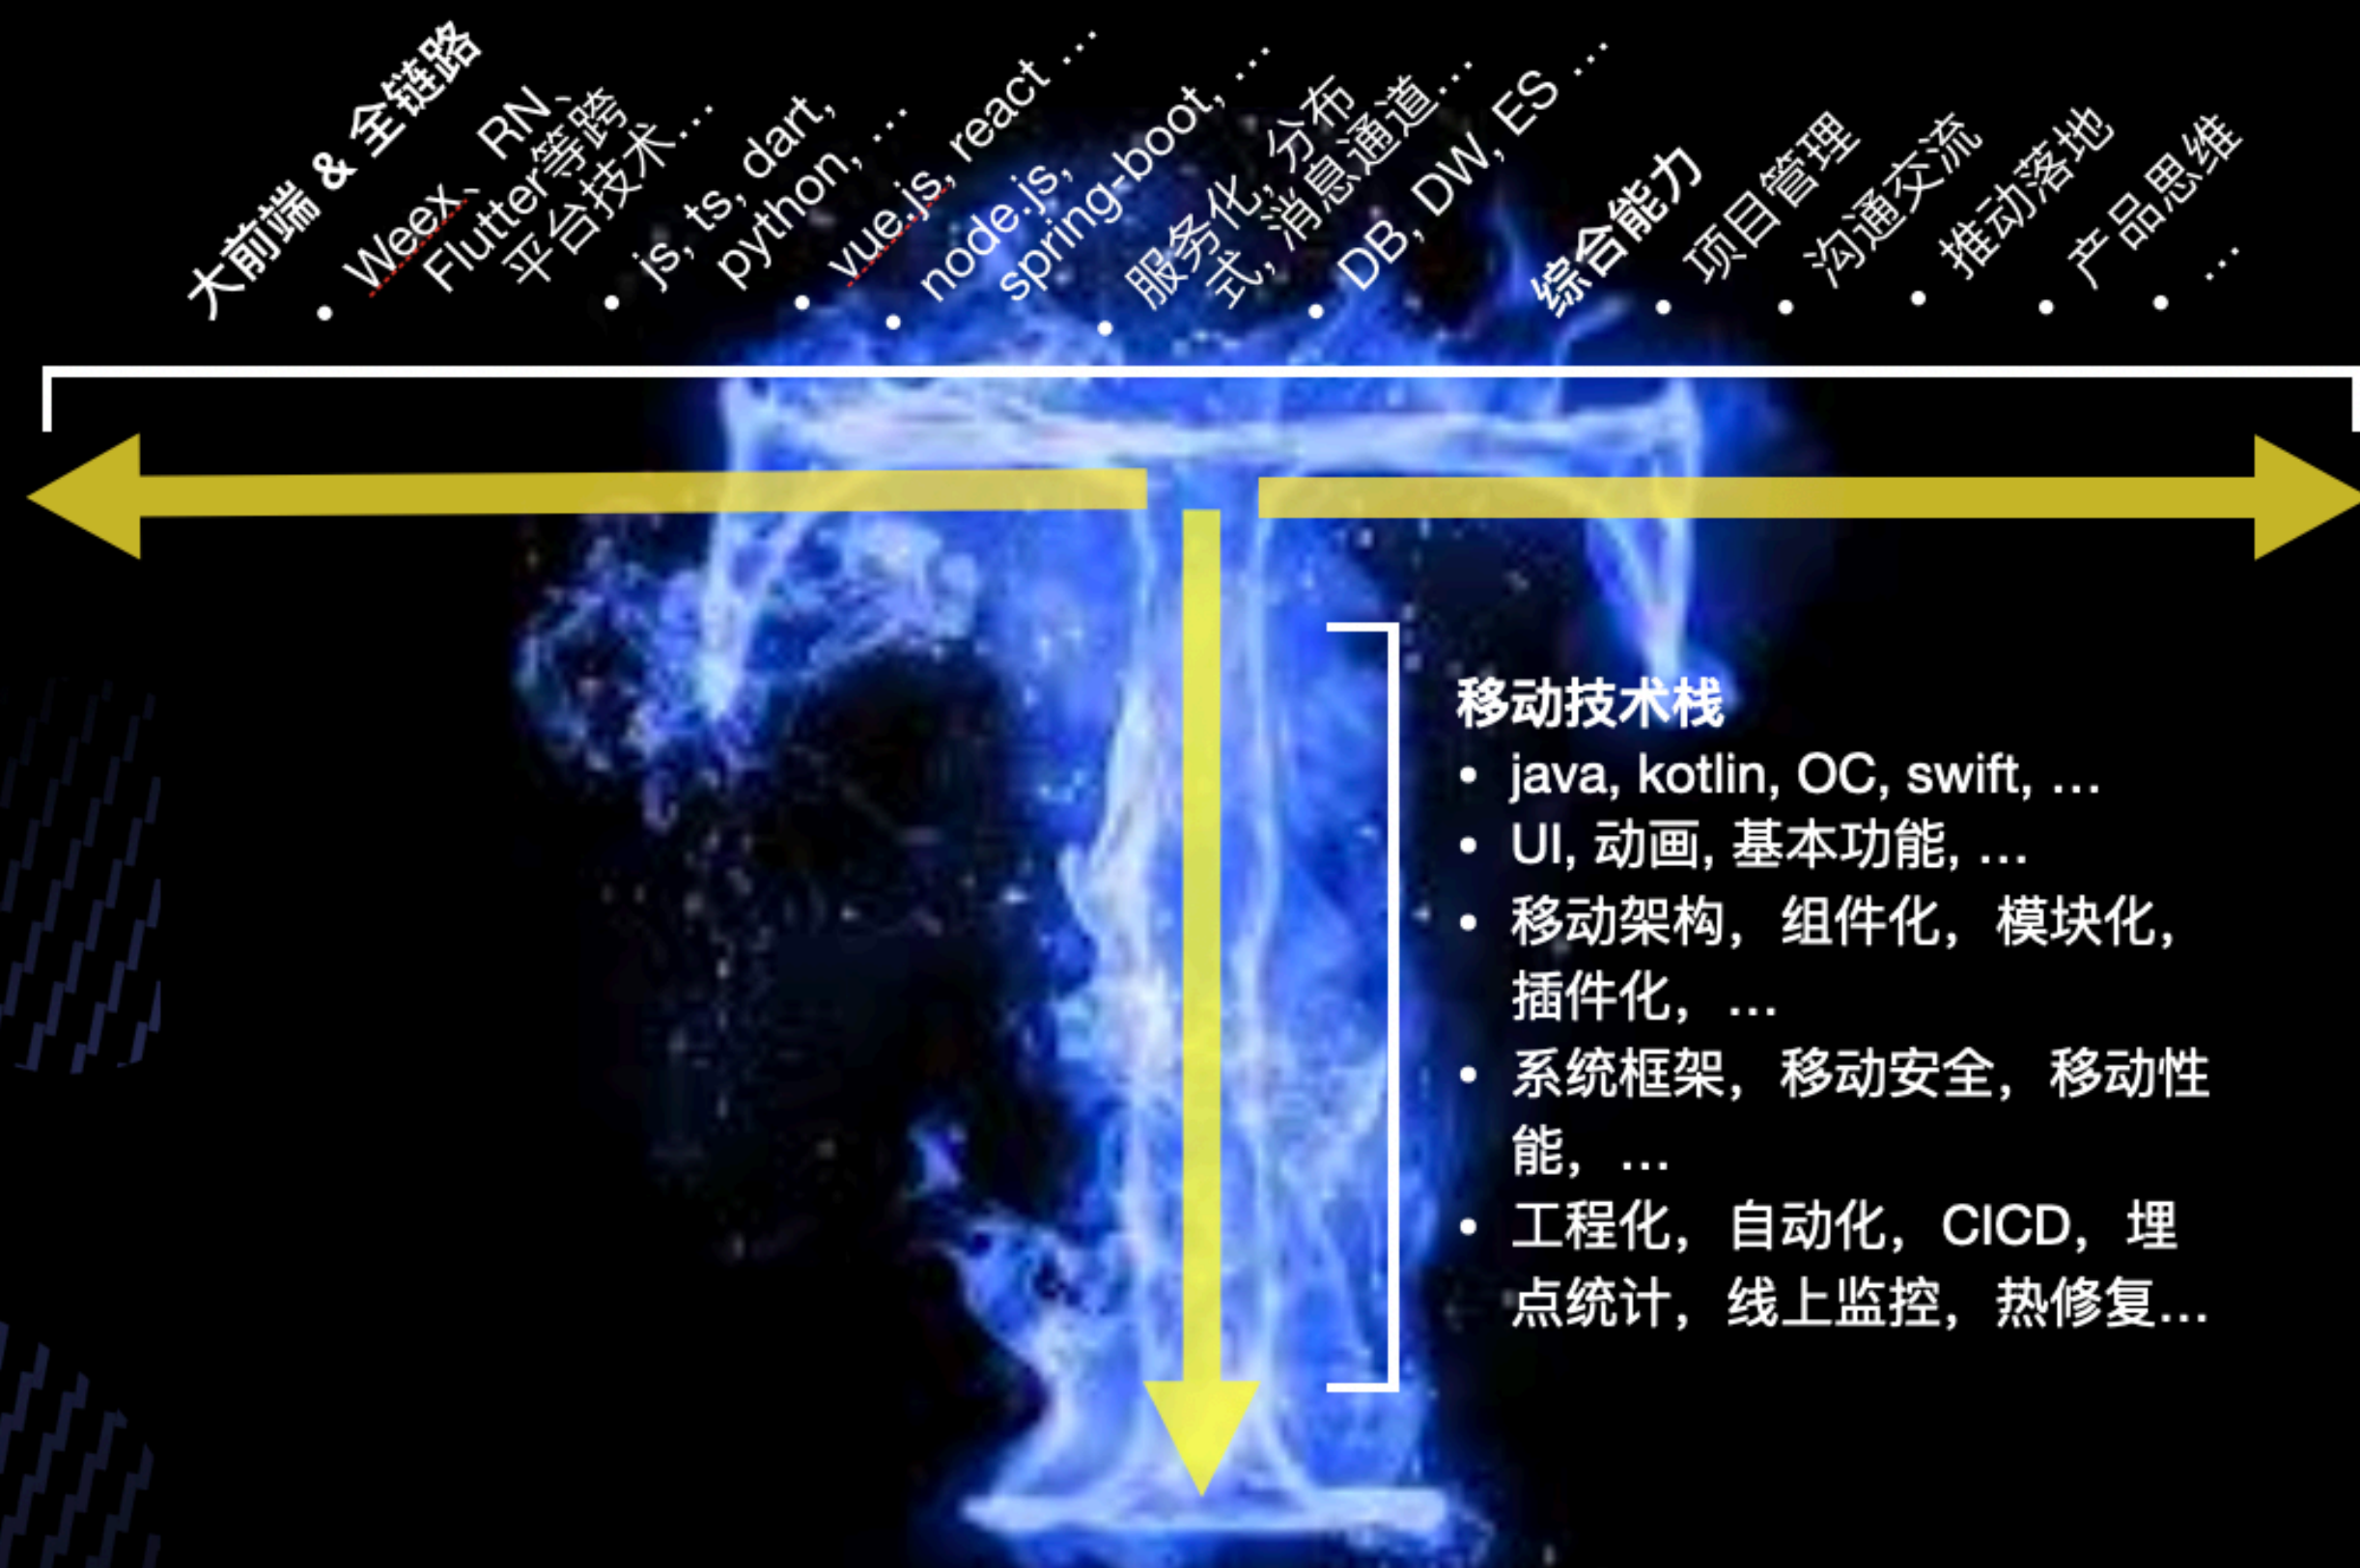 大前端 & 全链路
• Weex、RN、
Flutter等跨
平台技术…
• js, ts, dart,
python, …
• vue.js, react …
• node.js,
spring-boot, …
• 服务化, 分布
式, 消息通道…
• DB, DW, ES …
综合能力
• 项目管理
• 沟通交流
• 推动落地
• 产品思维
• …
移动技术栈
• java, kotlin, OC, swift, …
• UI, 动画, 基本功能, …
• 移动架构，组件化，模块化，
插件化，…
• 系统框架，移动安全，移动性
能，…
• 工程化，自动化，CICD，埋
点统计，线上监控，热修复…